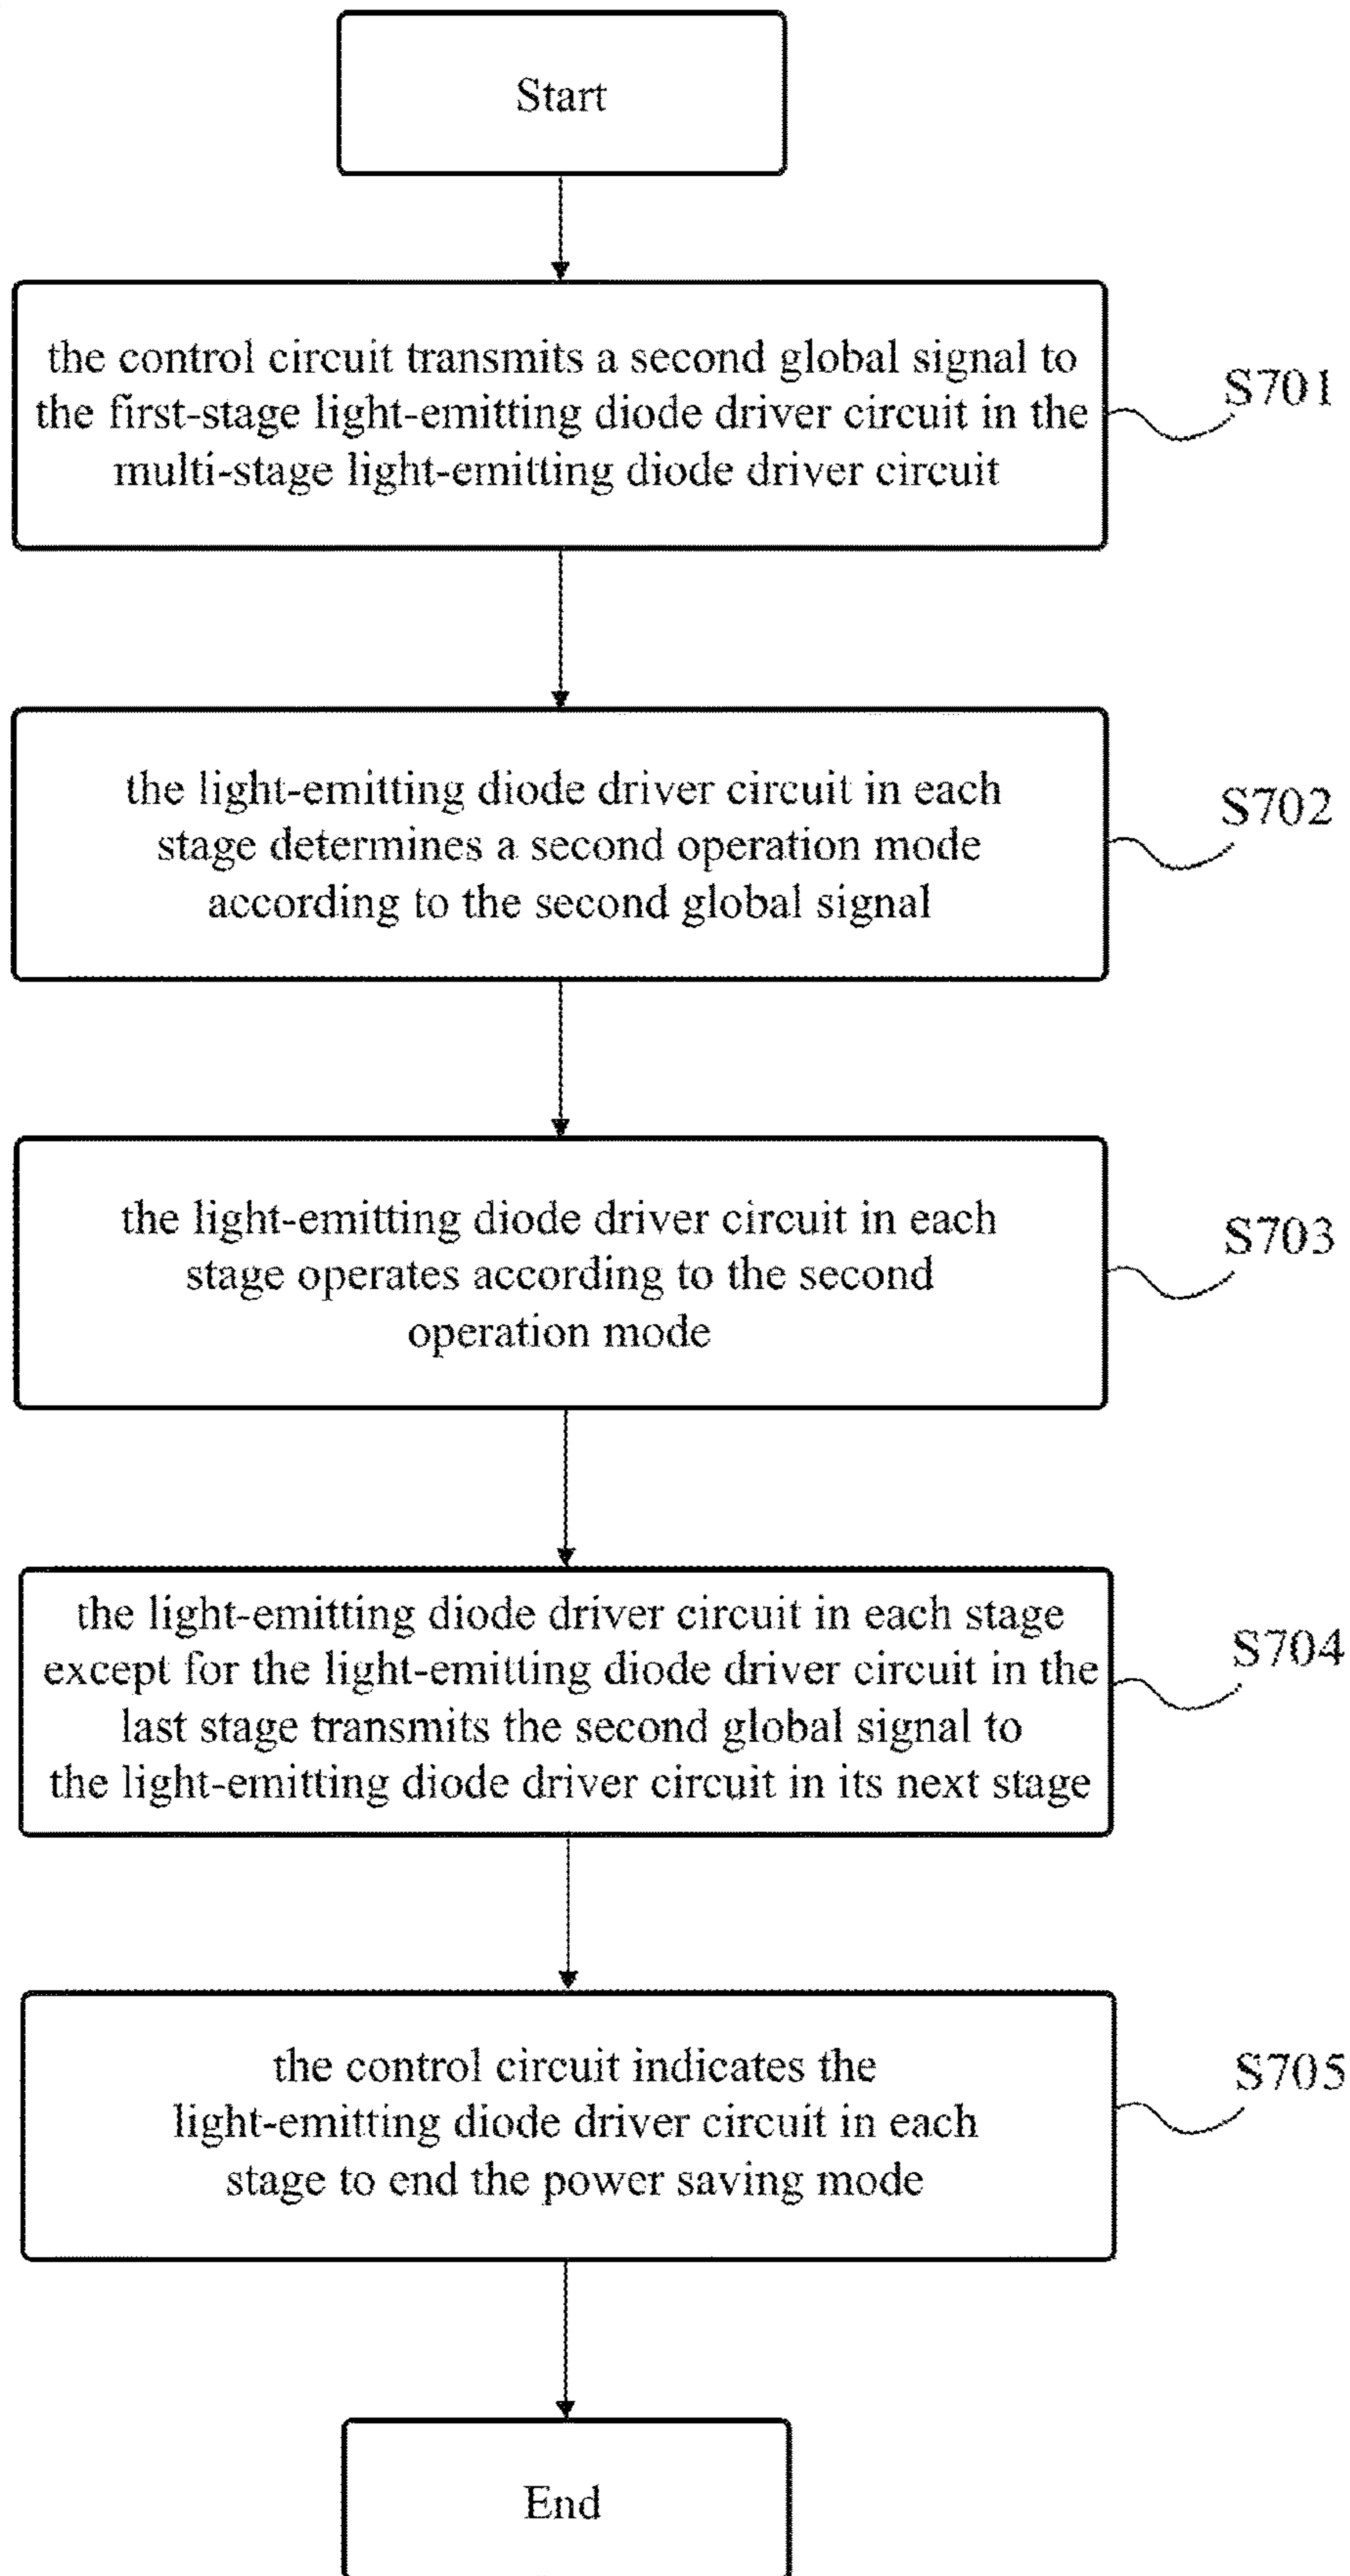 Start
the control circuit transmits a second global signal to
the first-stage light-emitting diode driver circuit in the
multi-stage light-emitting diode driver circuit
S701
the light-emitting diode driver circuit in each
stage determines a second operation mode
according to the second global signal
S702
the light-emitting diode driver circuit in each
stage operates according to the second
operation mode
S703
the light-emitting diode driver circuit in each stage
except for the light-emitting diode driver circuit in the
last stage transmits the second global signal to
the light-emitting diode driver circuit in its next stage
S704
the control circuit indicates the
light-emitting diode driver circuit in each
stage to end the power saving mode
S705
End